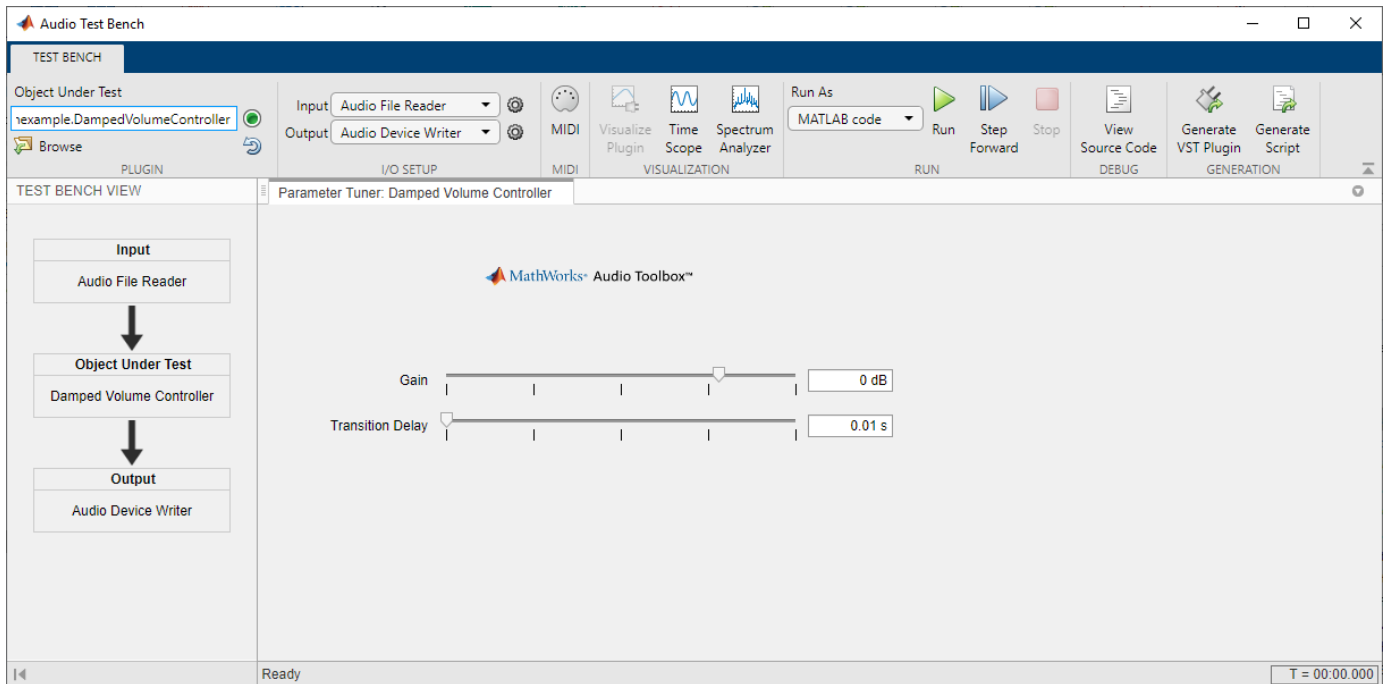 Audio Test Bench
TEST BENCH
Object Under Test
nexample.DampedVolumeController
Browse
PLUGIN
Input Audio File Reader
Output Audio Device Writer
I/O SETUP
MIDI
MIDI
Visualize Plugin
Time Scope
Spectrum Analyzer
VISUALIZATION
Run As
MATLAB code
Run
Step Forward
Stop
RUN
View Source Code
DEBUG
Generate VST Plugin
Generate Script
GENERATION
TEST BENCH VIEW
Parameter Tuner: Damped Volume Controller
Input
Audio File Reader
Object Under Test
Damped Volume Controller
Output
Audio Device Writer
MathWorks® Audio Toolbox™
Gain 0 dB
Transition Delay 0.01 s
Ready
T = 00:00.000